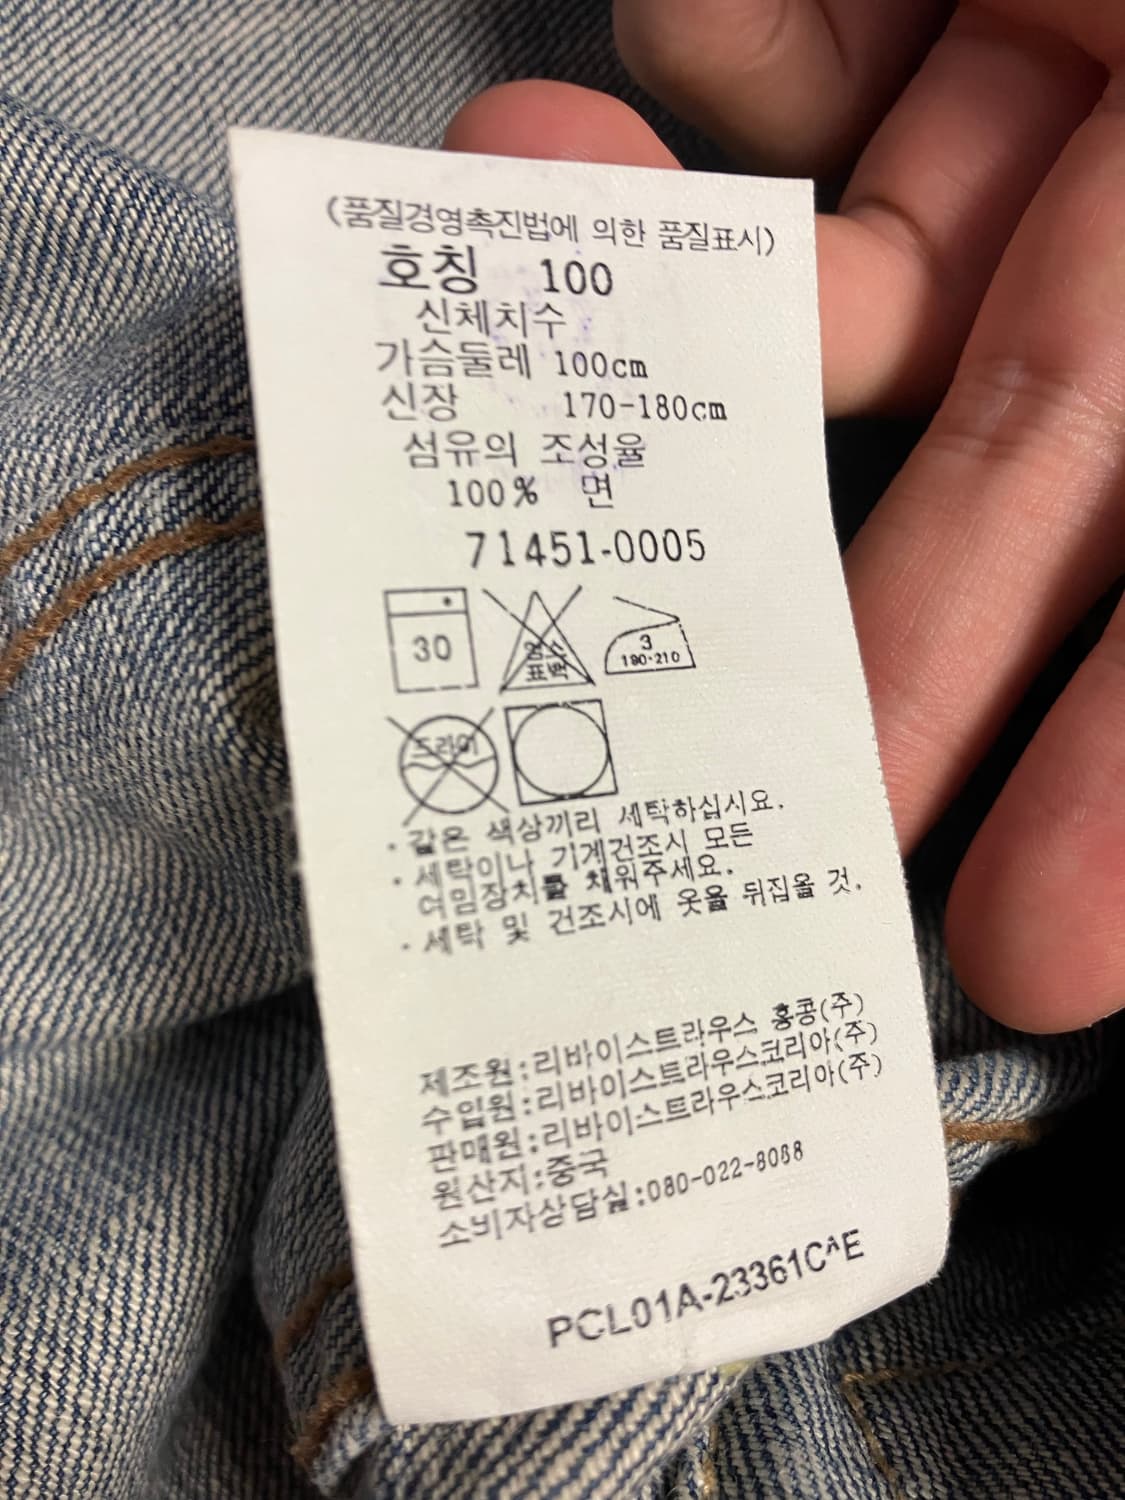 (품질경영촉진법에 의한 품질표시)
호칭 100
신체치수
가슴둘레 100cm
신장 170-180cm
섬유의 조성율
100% 면
71451-0005
30
염소
표백
3
180·210
드라이
· 같은 색상끼리 세탁하십시요.
· 세탁이나 기계건조시 모든
여밈장치를 채워주세요.
· 세탁 및 건조시에 옷을 뒤집을 것.
제조원:리바이스트라우스 홍콩(주)
수입원:리바이스트라우스코리아(주)
판매원:리바이스트라우스코리아(주)
원산지:중국
소비자상담실:080-022-8088
PCL01A-23361C^E